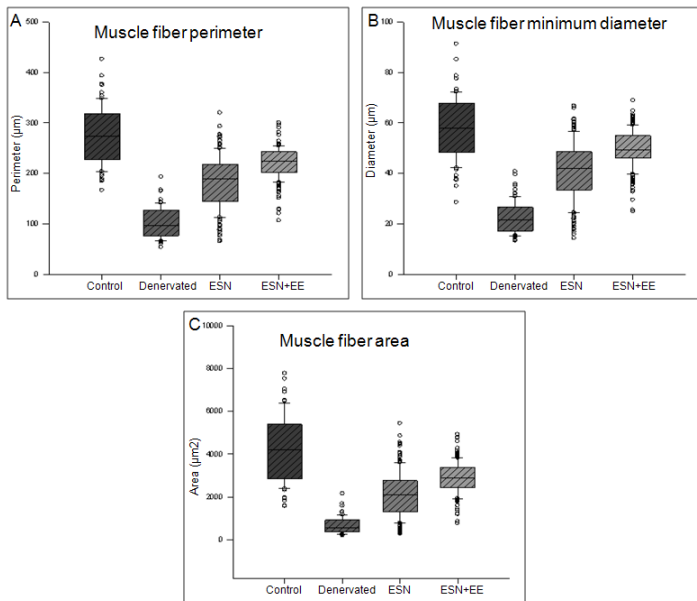 A
Muscle fiber perimeter
500
400
300
200
100
0
Perimeter (µm)
Control Denervated ESN ESN+EE
B
Muscle fiber minimum diameter
100
80
60
40
20
0
Diameter (µm)
Control Denervated ESN ESN+EE
C
Muscle fiber area
10000
8000
6000
4000
2000
0
Area (µm2)
Control Denervated ESN ESN+EE